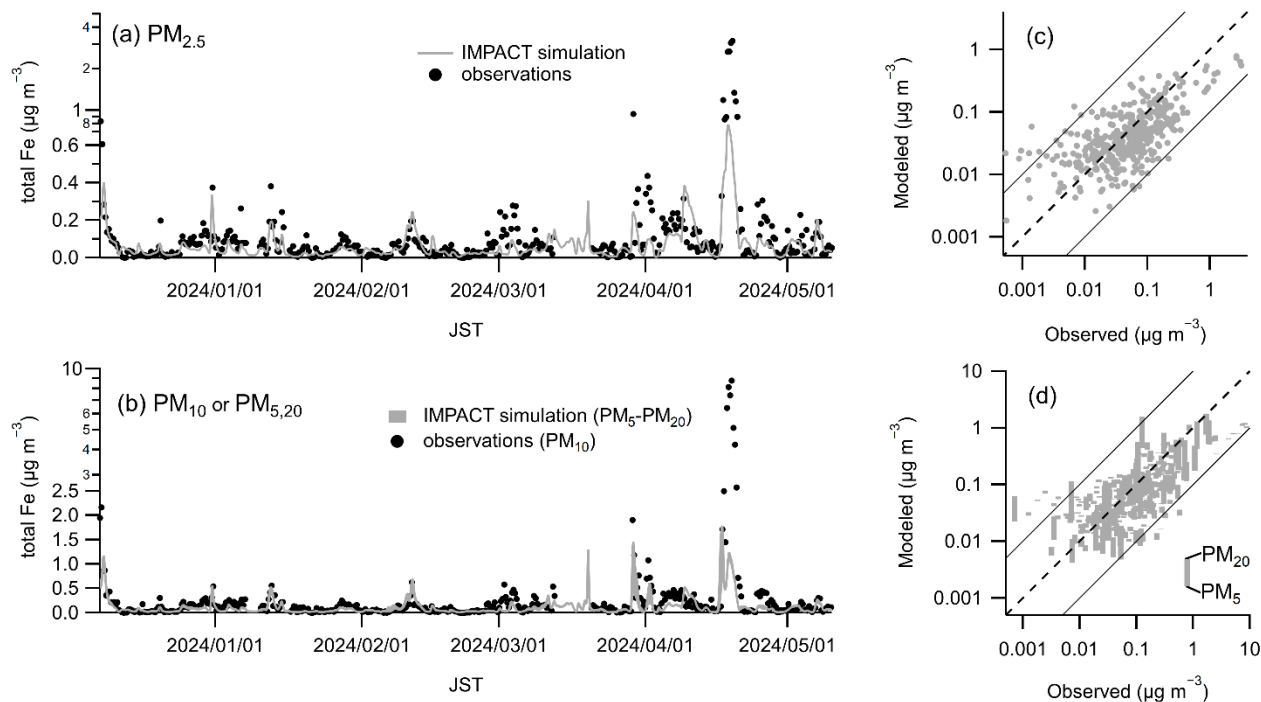 (a) PM2.5
IMPACT simulation
observations
total Fe (µg m−3)
4
2
1
8
0.6
0.4
0.2
0.0
2024/01/01
2024/02/01
2024/03/01
2024/04/01
2024/05/01
JST
(c)
Modeled (µg m−3)
1
0.1
0.01
0.001
0.001
0.01
0.1
1
Observed (µg m−3)
(b) PM10 or PM5,20
IMPACT simulation (PM5-PM20)
observations (PM10)
total Fe (µg m−3)
10
6
5
4
3
2.5
2.0
1.5
1.0
0.5
0.0
2024/01/01
2024/02/01
2024/03/01
2024/04/01
2024/05/01
JST
(d)
Modeled (µg m−3)
10
1
0.1
0.01
0.001
PM20
PM5
0.001
0.01
0.1
1
10
Observed (µg m−3)